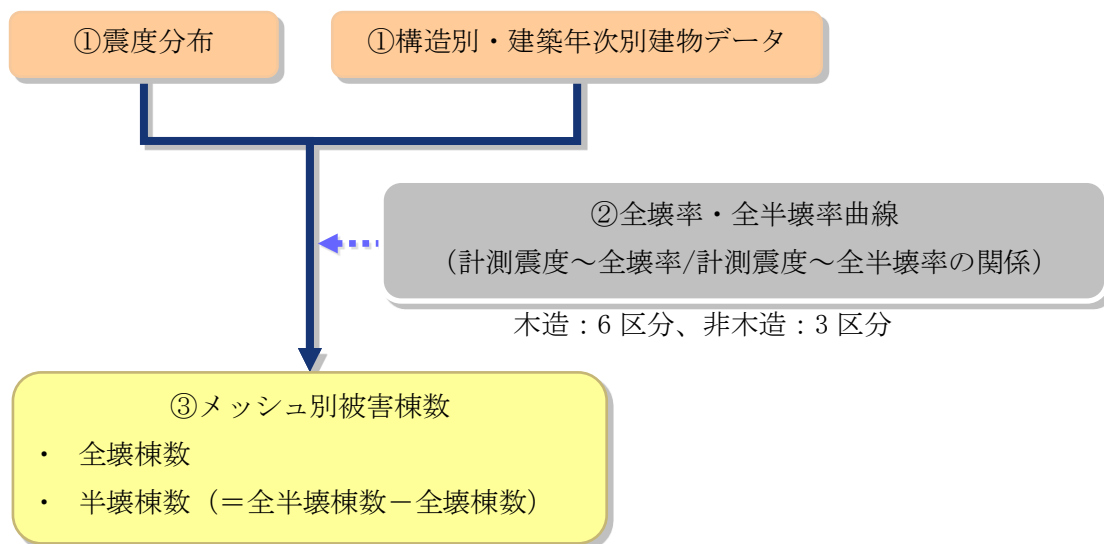 ①震度分布
①構造別・建築年次別建物データ
②全壊率・全半壊率曲線
(計測震度～全壊率/計測震度～全半壊率の関係)
木造：6 区分、非木造：3 区分
③メッシュ別被害棟数
・ 全壊棟数
・ 半壊棟数（＝全半壊棟数－全壊棟数）